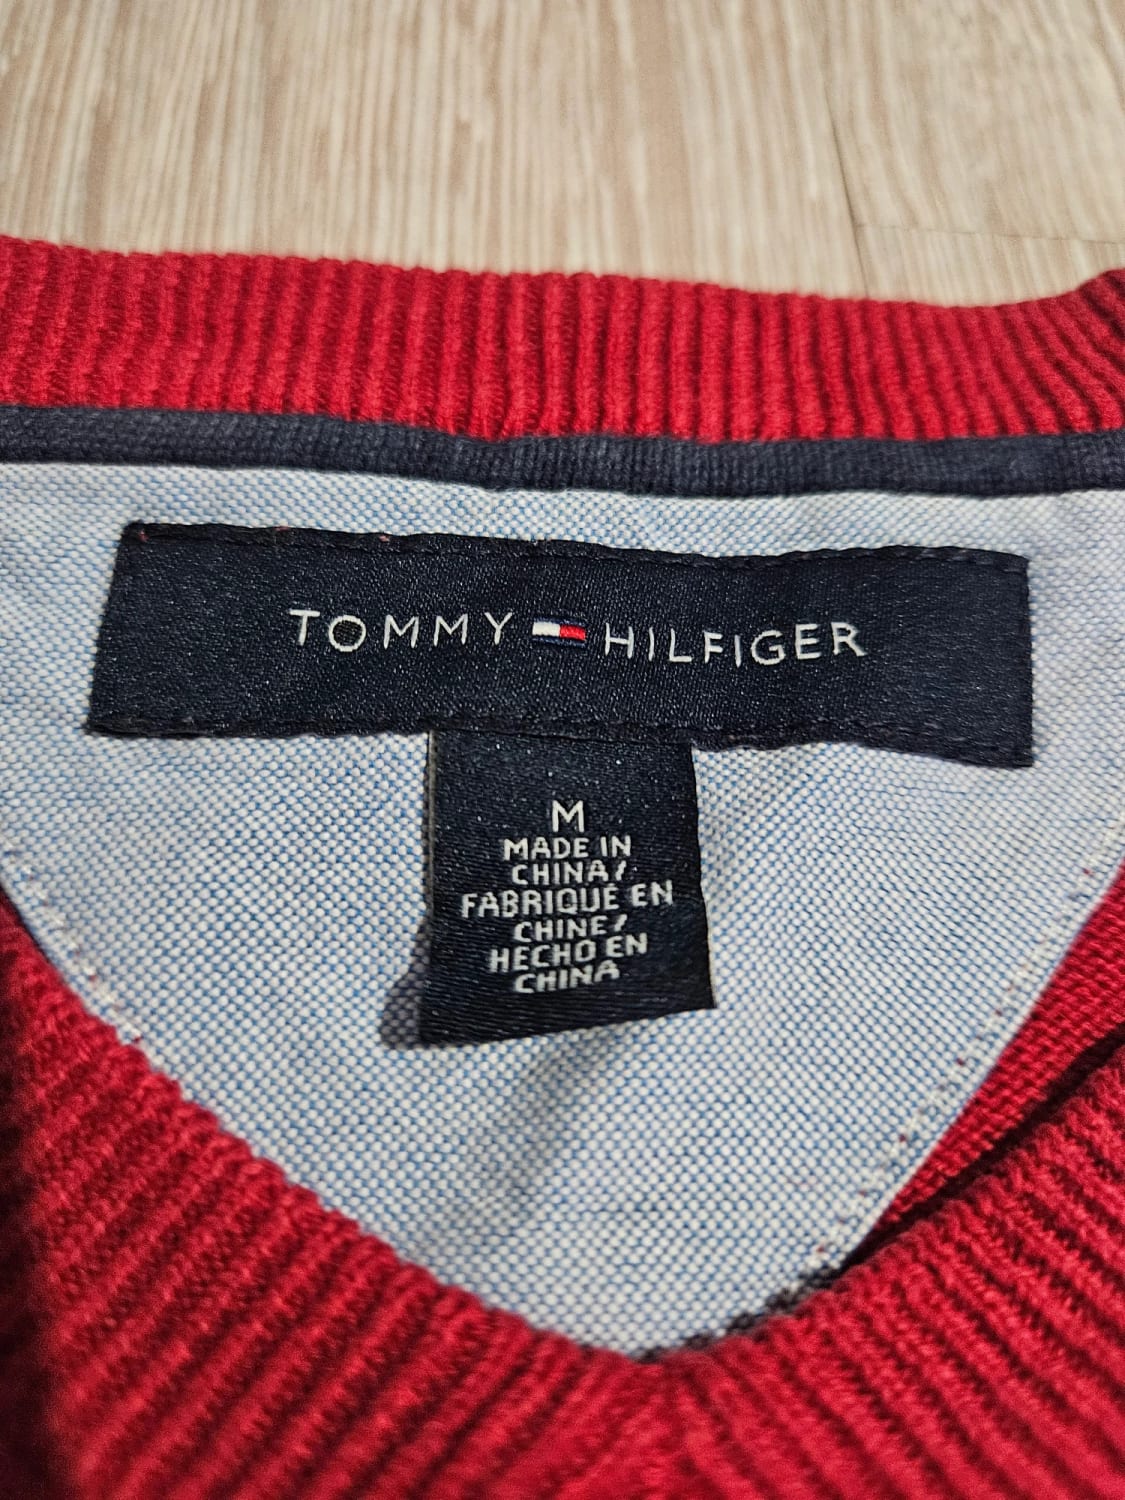 TOMMY HILFIGER
M
MADE IN
CHINA/
FABRIQUÉ EN
CHINE/
HECHO EN
CHINA